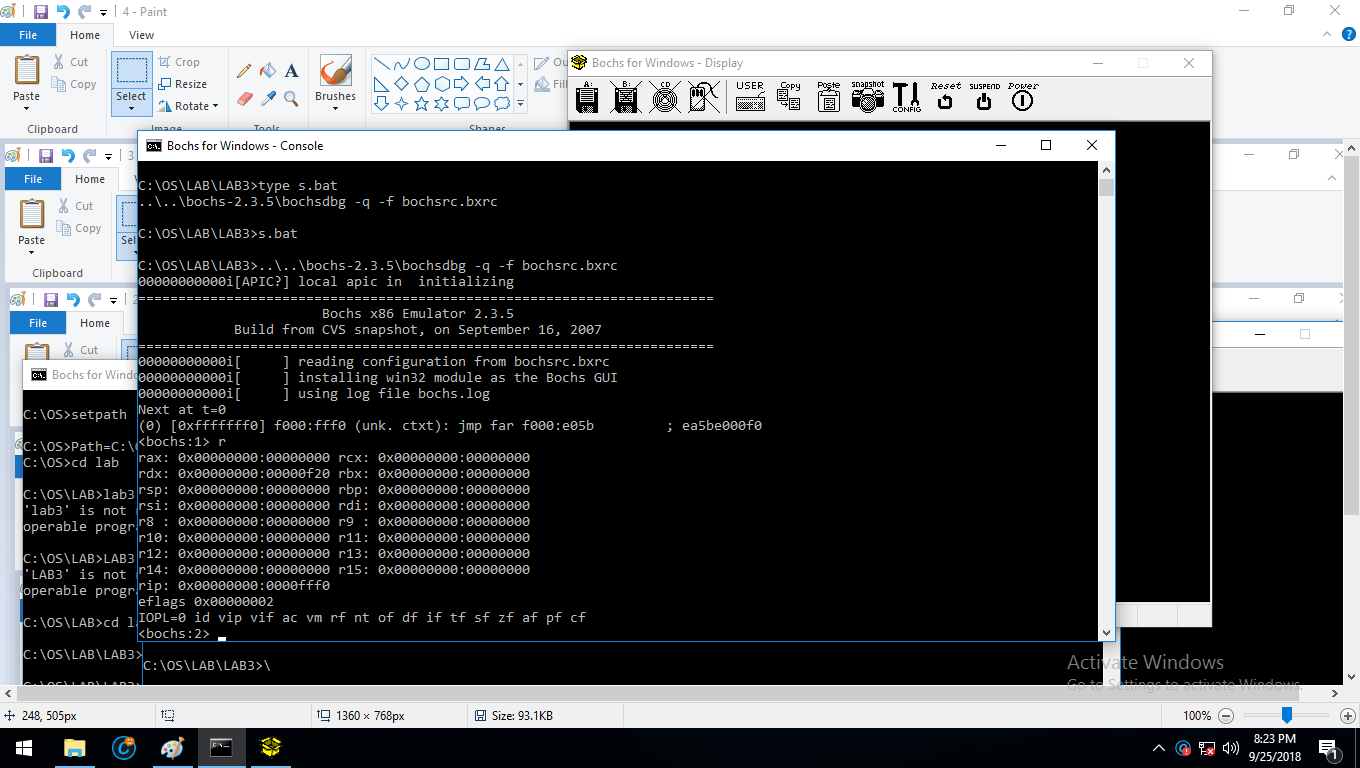 4 - Paint
File Home View
Paste
Cut
Copy
Clipboard
Select
Crop
Resize
Rotate
Image
Tools
Brushes
Shapes
Bochs for Windows - Display
A:
B:
CD
USER
Copy
Paste
snapshot
CONFIG
Reset
SUSPEND
Power
3
File Home
Paste
Cut
Copy
Clipboard
File Home
Cut
Bochs for Windows - Console
C:\OS\LAB\LAB3>type s.bat
..\..\bochs-2.3.5\bochsdbg -q -f bochsrc.bxrc
C:\OS\LAB\LAB3>s.bat
C:\OS\LAB\LAB3>..\..\bochs-2.3.5\bochsdbg -q -f bochsrc.bxrc
00000000000i[APIC?] local apic in  initializing
========================================================================
Bochs x86 Emulator 2.3.5
Build from CVS snapshot, on September 16, 2007
========================================================================
00000000000i[     ] reading configuration from bochsrc.bxrc
00000000000i[     ] installing win32 module as the Bochs GUI
00000000000i[     ] using log file bochs.log
Next at t=0
(0) [0xfffffff0] f000:fff0 (unk. ctxt): jmp far f000:e05b         ; ea5be000f0
<bochs:1> r
rax: 0x00000000:00000000 rcx: 0x00000000:00000000
rdx: 0x00000000:00000f20 rbx: 0x00000000:00000000
rsp: 0x00000000:00000000 rbp: 0x00000000:00000000
rsi: 0x00000000:00000000 rdi: 0x00000000:00000000
r8 : 0x00000000:00000000 r9 : 0x00000000:00000000
r10: 0x00000000:00000000 r11: 0x00000000:00000000
r12: 0x00000000:00000000 r13: 0x00000000:00000000
r14: 0x00000000:00000000 r15: 0x00000000:00000000
rip: 0x00000000:0000fff0
eflags 0x00000002
IOPL=0 id vip vif ac vm rf nt of df if tf sf zf af pf cf
<bochs:2>
Bochs for Windo
C:\OS>setpath
C:\OS>Path=C:\
C:\OS>cd lab
C:\OS\LAB>lab3
'lab3' is not
operable progr
C:\OS\LAB>LAB3
'LAB3' is not
operable progr
C:\OS\LAB>cd la
C:\OS\LAB\LAB3>
C:\OS\LAB\LAB3>\
Activate Windows
Go to Settings to activate Windows.
248, 505px
1360 × 768px
Size: 93.1KB
100%
8:23 PM
9/25/2018
1